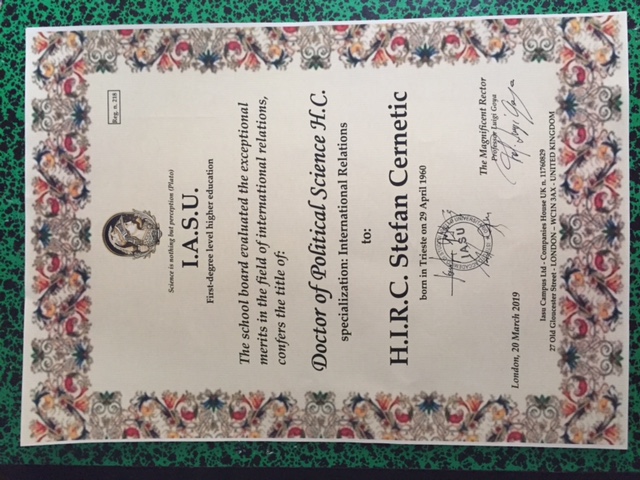 Reg. n. 218
Science is nothing but perception (Plato)
I.A.S.U.
First-degree level higher education
The school board evaluated the exceptional
merits in the field of international relations,
confers the title of:
Doctor of Political Science H.C.
specialization: International Relations
to:
H.I.R.C. Stefan Cernetic
born in Trieste on 29 April 1960
IASU
The Magnificent Rector
Professor Luigi Goya
London, 20 March 2019
Iasu Campus Ltd - Companies House UK n. 11760829
27 Old Gloucester Street - LONDON – WC1N 3AX - UNITED KINGDOM